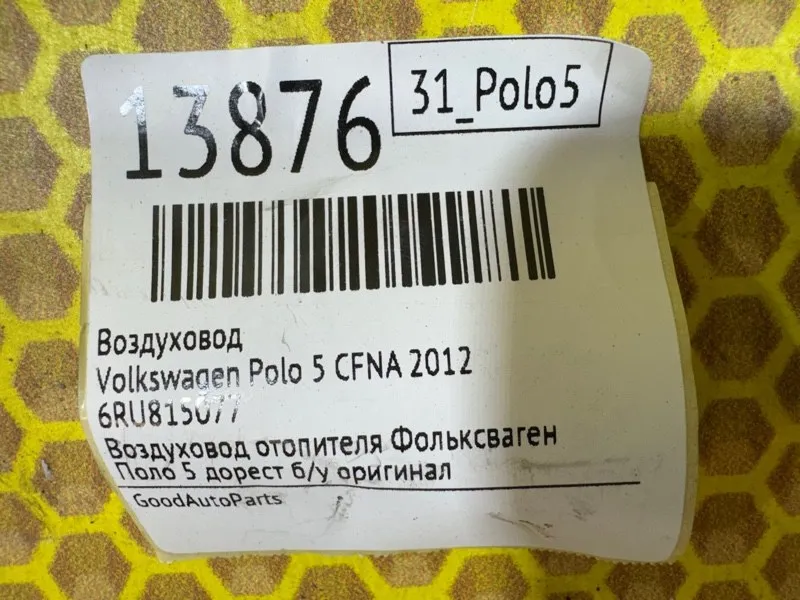 13876
31_Polo5
Воздуховод
Volkswagen Polo 5 CFNA 2012
6RU815077
Воздуховод отопителя Фольксваген
Поло 5 дорест б/у оригинал
GoodAutoParts